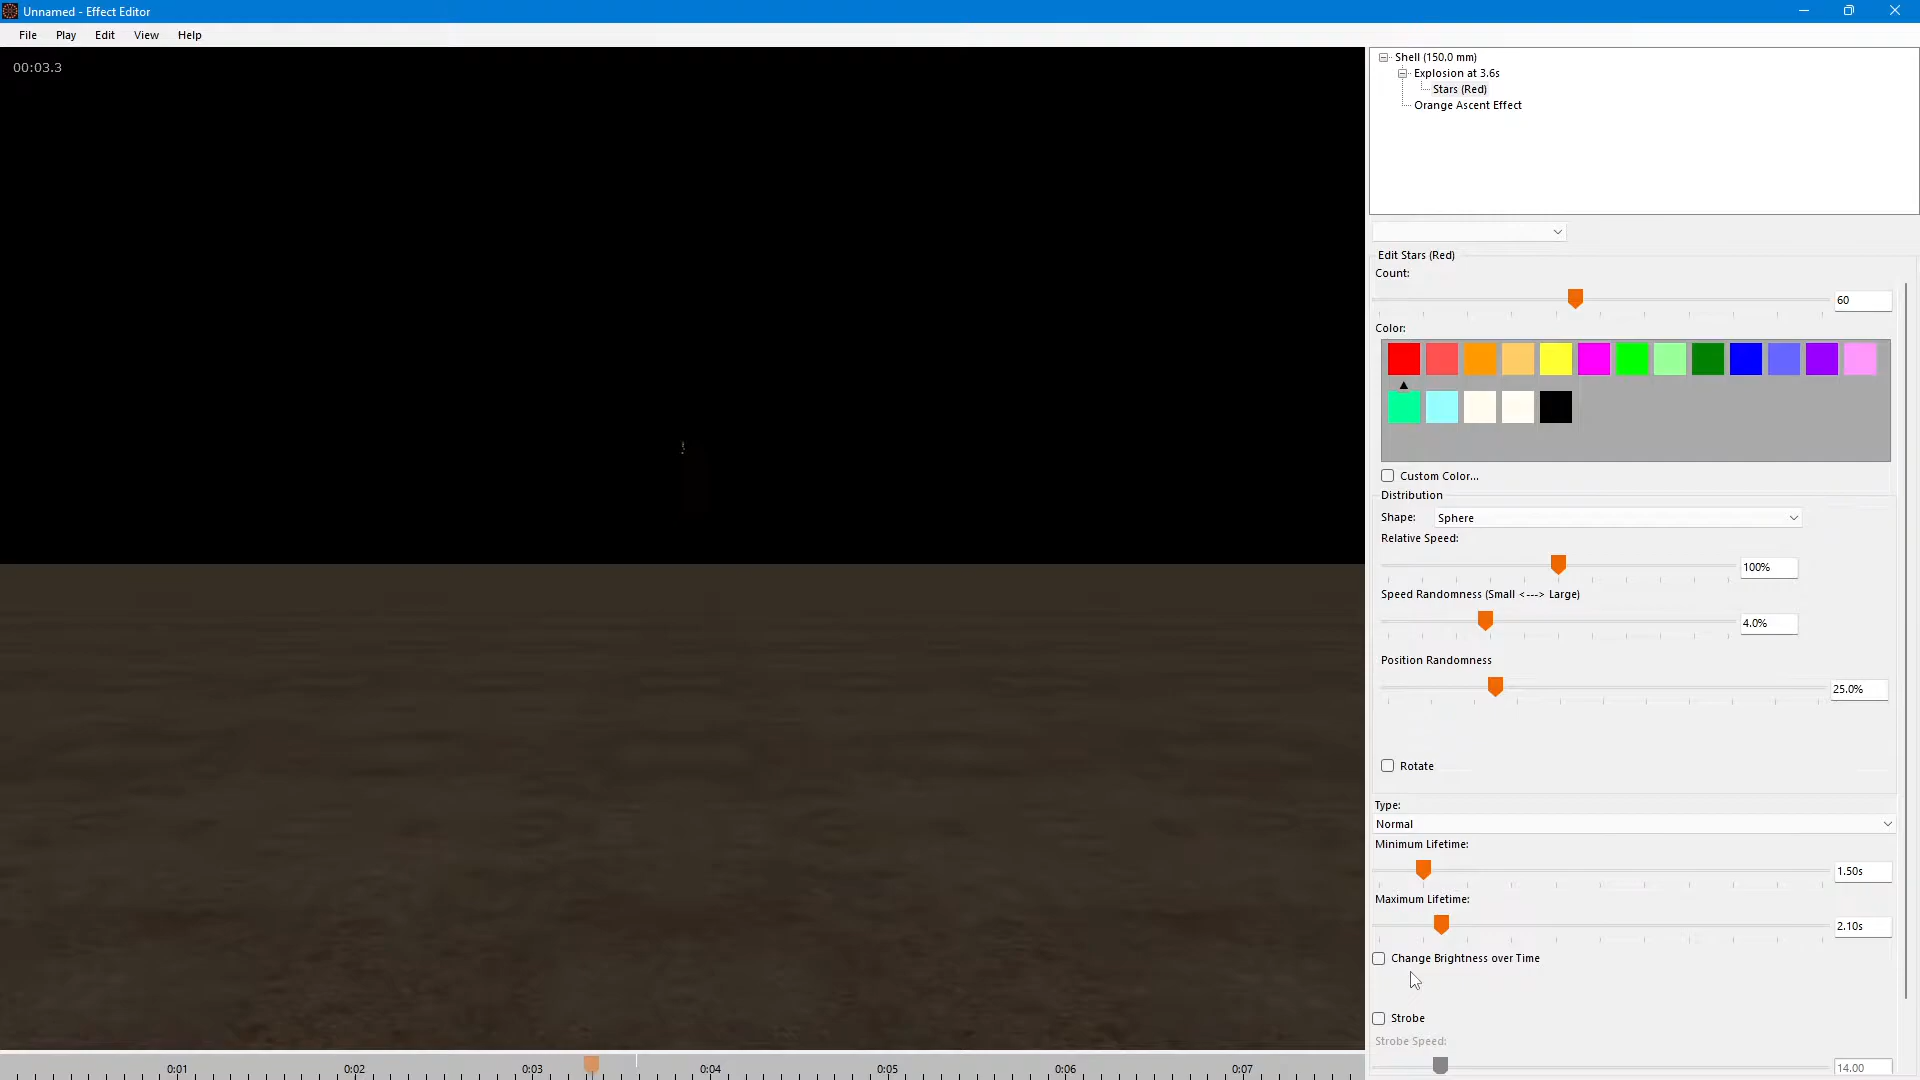 Unnamed - Effect Editor
File Play Edit View Help
00:03.3
Shell (150,0 mm)
Explosion at 3.6s
Stars (Red)
Orange Ascent Effect
Edit Stars (Red)
Count:
60
Color:
Custom Color...
Distribution
Shape: Sphere
Relative Speed:
100%
Speed Randomness (Small <---> Large)
4.0%
Position Randomness
25.0%
Rotate
Type:
Normal
Minimum Lifetime:
1.50s
Maximum Lifetime:
2.10s
Change Brightness over Time
Strobe
Strobe Speed:
14.00
0:01 0:02 0:03 0:04 0:05 0:06 0:07